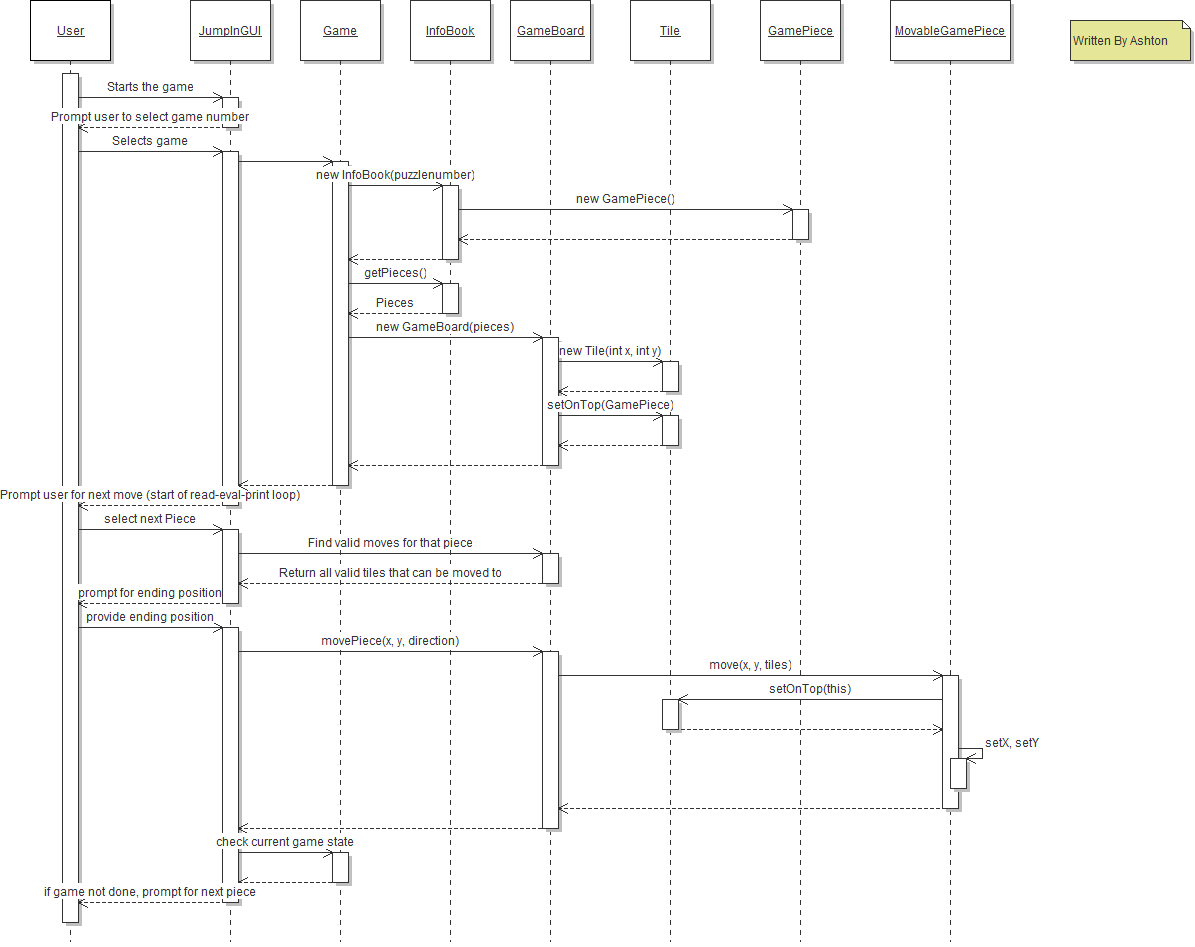 User
JumpInGUI
Game
InfoBook
GameBoard
Tile
GamePiece
MovableGamePiece
Written By Ashton
Starts the game
Prompt user to select game number
Selects game
new InfoBook(puzzlenumber)
new GamePiece()
getPieces()
Pieces
new GameBoard(pieces)
new Tile(int x, int y)
setOnTop(GamePiece)
Prompt user for next move (start of read-eval-print loop)
select next Piece
Find valid moves for that piece
Return all valid tiles that can be moved to
prompt for ending position
provide ending position
movePiece(x, y, direction)
move(x, y, tiles)
setOnTop(this)
setX, setY
check current game state
if game not done, prompt for next piece